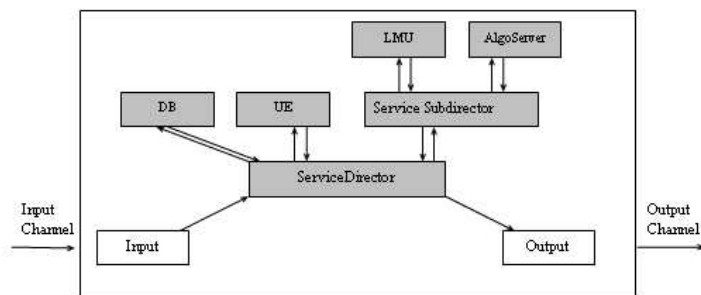 LMU
AlgoServer
DB
UE
Service Subdirector
ServiceDirector
Input
Channel
Output
Channel
Input
Output